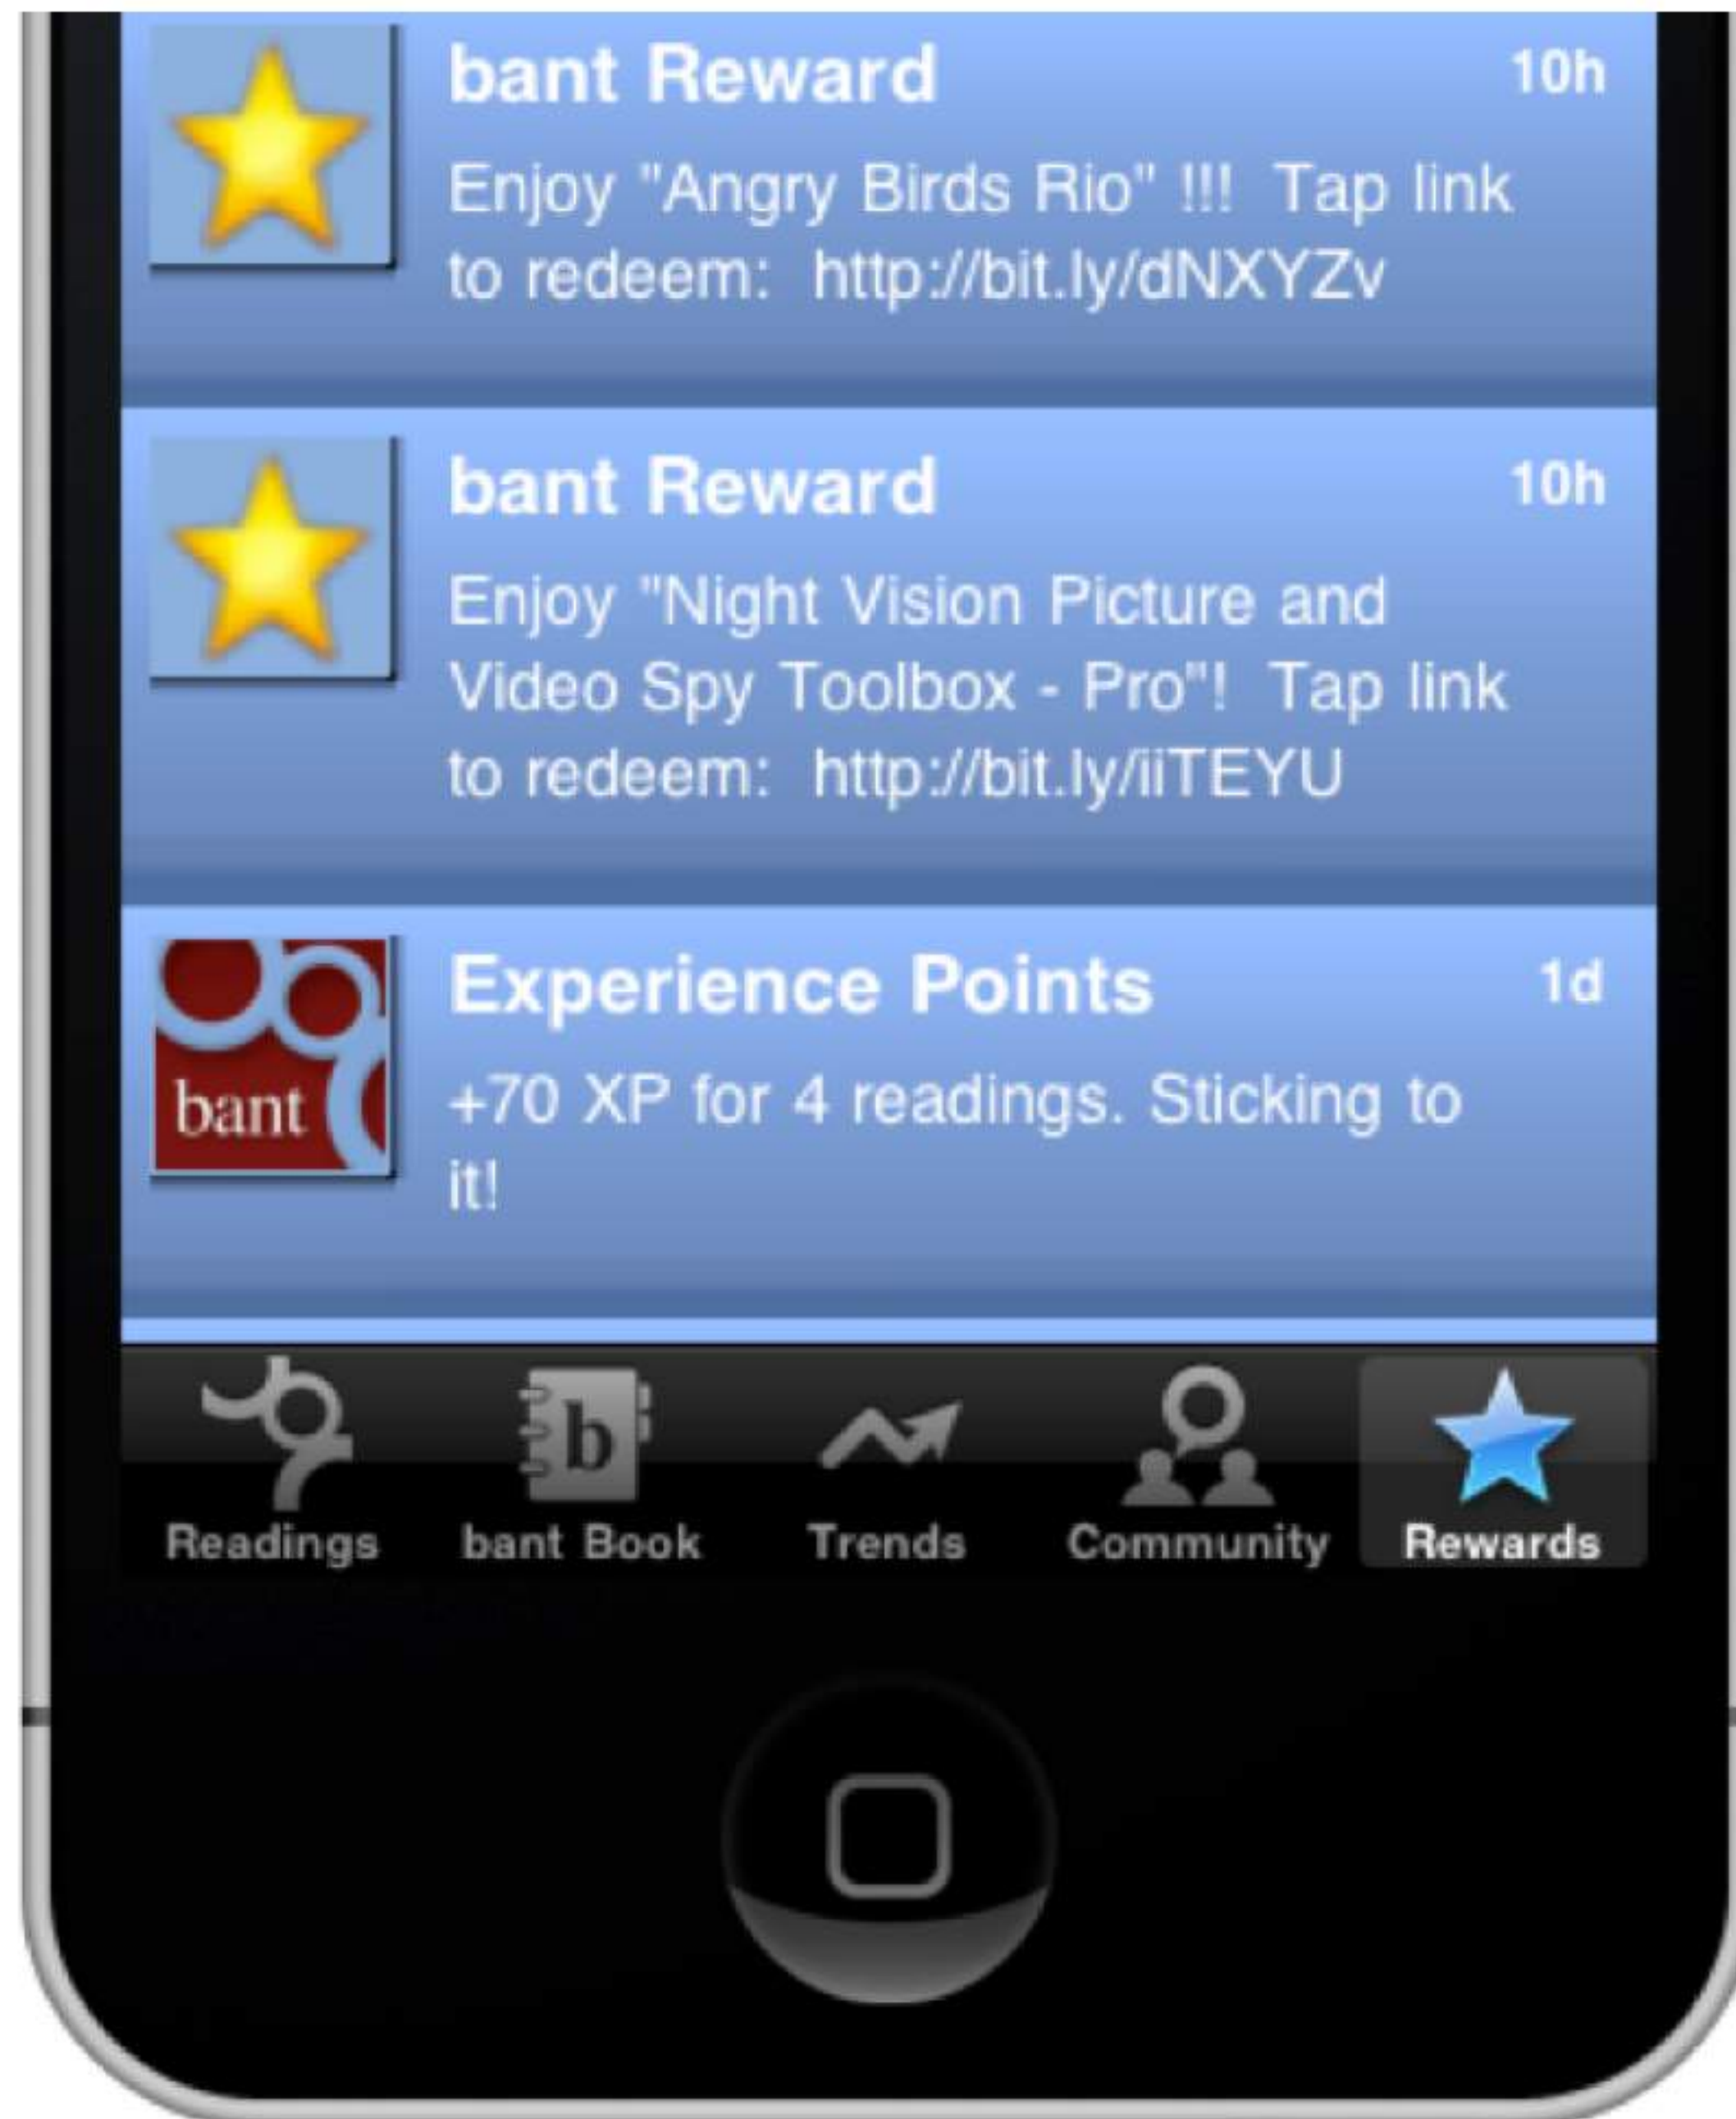 bant Reward 10h
Enjoy "Angry Birds Rio" !!! Tap link
to redeem: http://bit.ly/dNXYZv
bant Reward 10h
Enjoy "Night Vision Picture and
Video Spy Toolbox - Pro"! Tap link
to redeem: http://bit.ly/iiTEYU
Experience Points 1d
bant
+70 XP for 4 readings. Sticking to
it!
b
Readings bant Book Trends Community Rewards